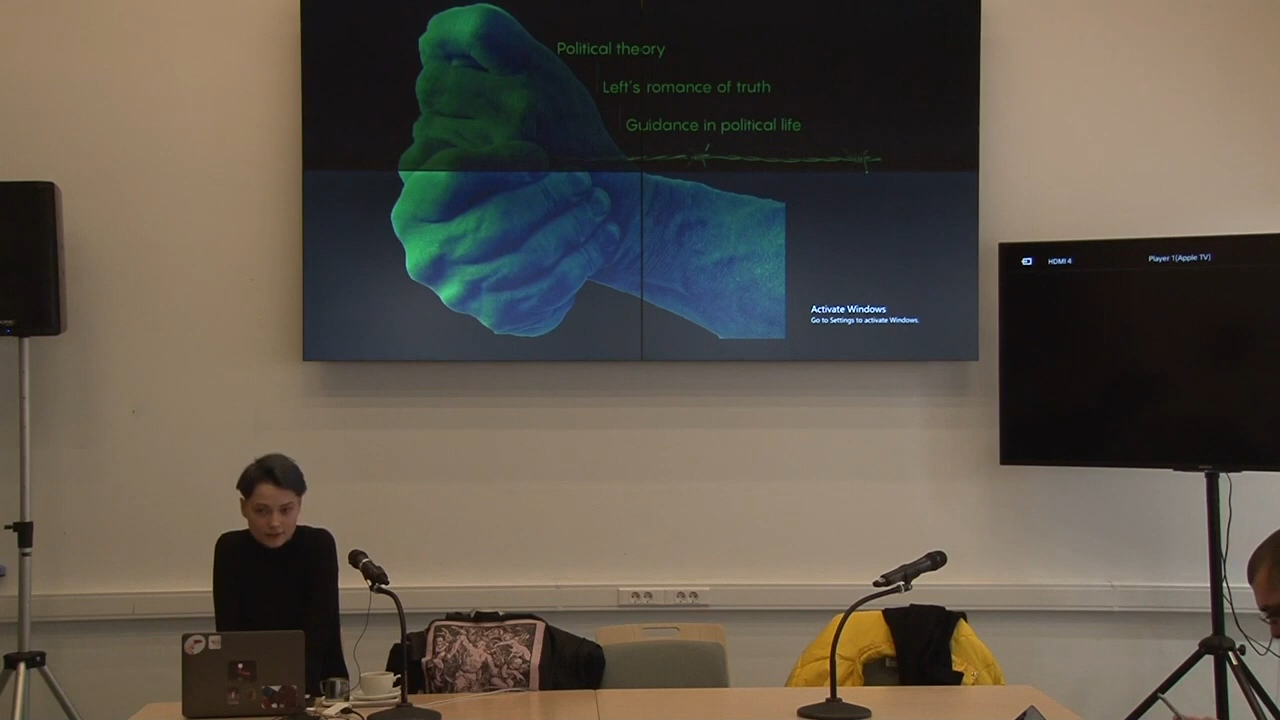 Political theory
Left's romance of truth
Guidance in political life
Activate Windows
Go to Settings to activate Windows.
HDMI 4
Player 1(Apple TV)